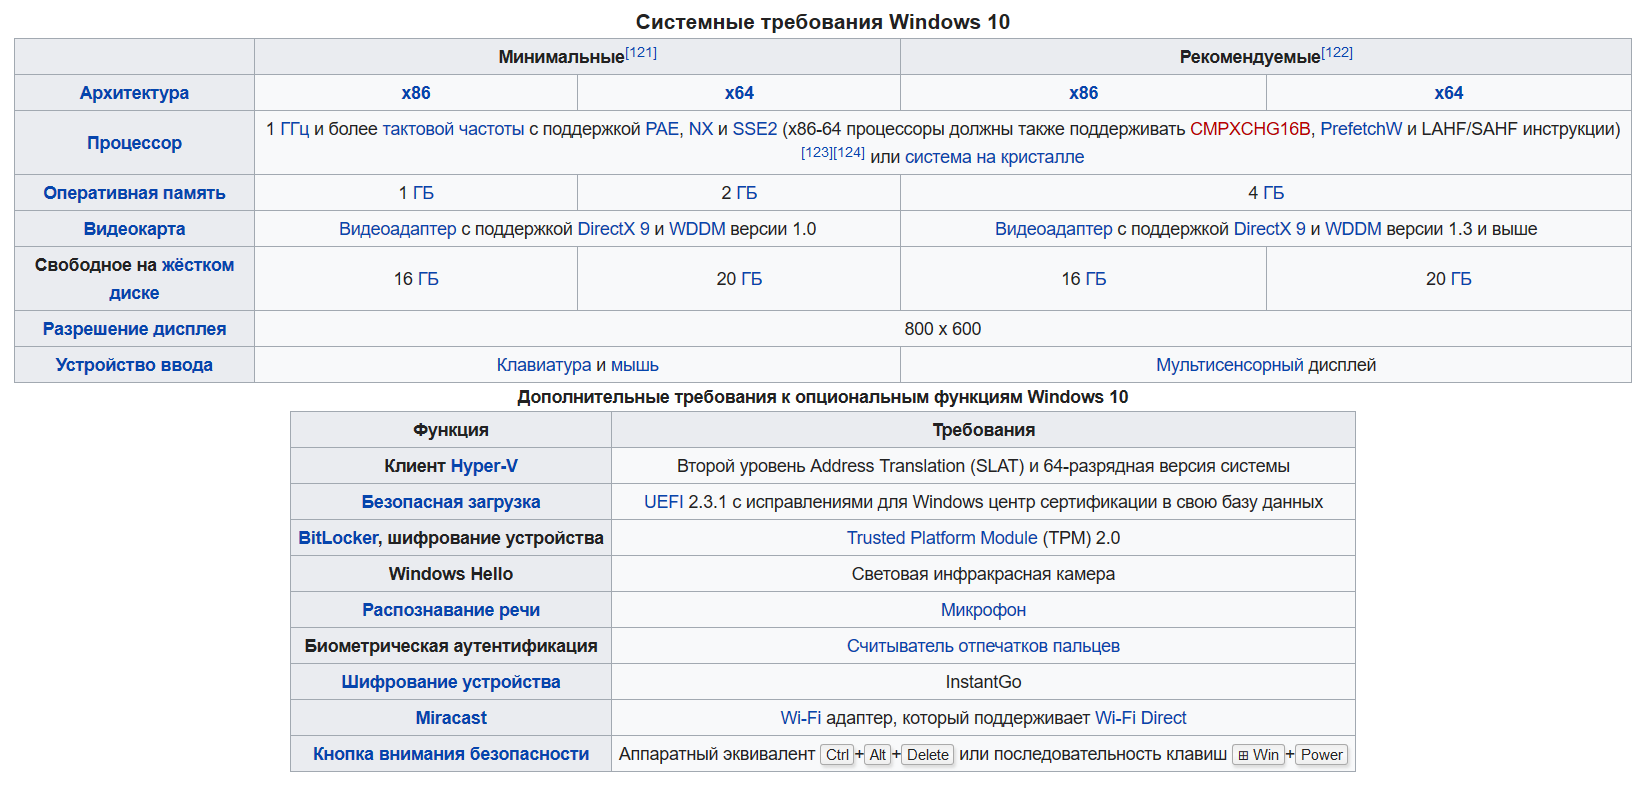 Системные требования Windows 10
Минимальные[121] Рекомендуемые[122]
Архитектура x86 x64 x86 x64
Процессор 1 ГГц и более тактовой частоты с поддержкой PAE, NX и SSE2 (x86-64 процессоры должны также поддерживать CMPXCHG16B, PrefetchW и LAHF/SAHF инструкции)
[123][124] или система на кристалле
Оперативная память 1 ГБ 2 ГБ 4 ГБ
Видеокарта Видеоадаптер с поддержкой DirectX 9 и WDDM версии 1.0 Видеоадаптер с поддержкой DirectX 9 и WDDM версии 1.3 и выше
Свободное на жёстком
диске 16 ГБ 20 ГБ 16 ГБ 20 ГБ
Разрешение дисплея 800 x 600
Устройство ввода Клавиатура и мышь Мультисенсорный дисплей
Дополнительные требования к опциональным функциям Windows 10
Функция Требования
Клиент Hyper-V Второй уровень Address Translation (SLAT) и 64-разрядная версия системы
Безопасная загрузка UEFI 2.3.1 с исправлениями для Windows центр сертификации в свою базу данных
BitLocker, шифрование устройства Trusted Platform Module (TPM) 2.0
Windows Hello Световая инфракрасная камера
Распознавание речи Микрофон
Биометрическая аутентификация Считыватель отпечатков пальцев
Шифрование устройства InstantGo
Miracast Wi-Fi адаптер, который поддерживает Wi-Fi Direct
Кнопка внимания безопасности Аппаратный эквивалент Ctrl+Alt+Delete или последовательность клавиш ⊞ Win+Power